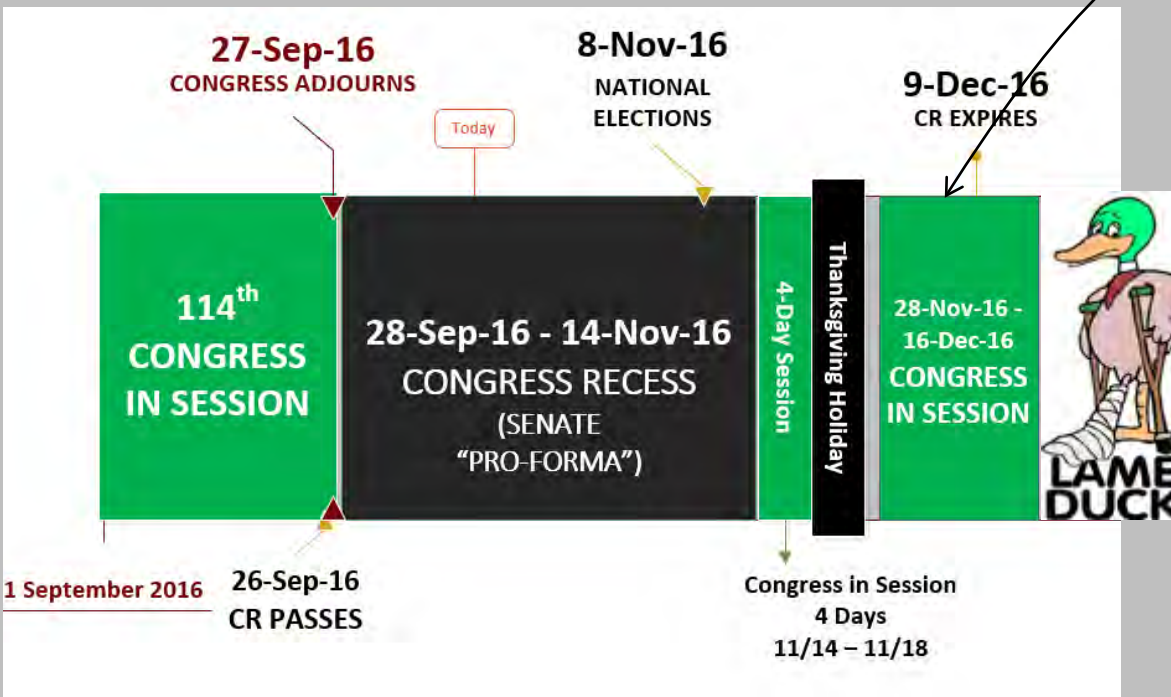 27-Sep-16
CONGRESS ADJOURNS
Today
8-Nov-16
NATIONAL
ELECTIONS
9-Dec-16
CR EXPIRES
114th
CONGRESS
IN SESSION
28-Sep-16 - 14-Nov-16
CONGRESS RECESS
(SENATE
“PRO-FORMA”)
4-Day Session
Thanksgiving Holiday
28-Nov-16 -
16-Dec-16
CONGRESS
IN SESSION
LAME
DUCK
1 September 2016
26-Sep-16
CR PASSES
Congress in Session
4 Days
11/14 – 11/18